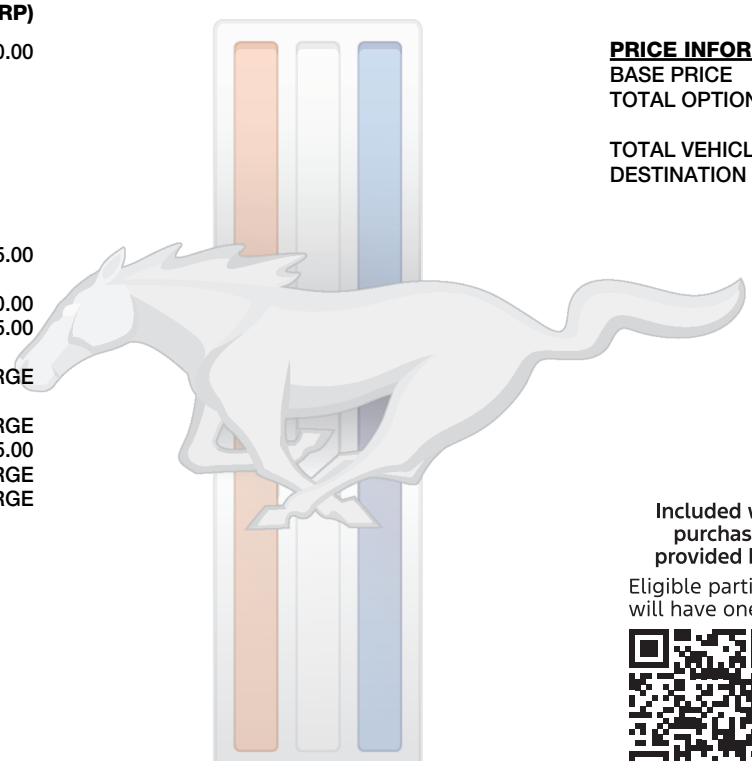 RP)
0.00
5.00
0.00
5.00
RGE
RGE
5.00
RGE
RGE
PRICE INFOR
BASE PRICE
TOTAL OPTION
TOTAL VEHICL
DESTINATION
Included w
purchas
provided b
Eligible parti
will have one